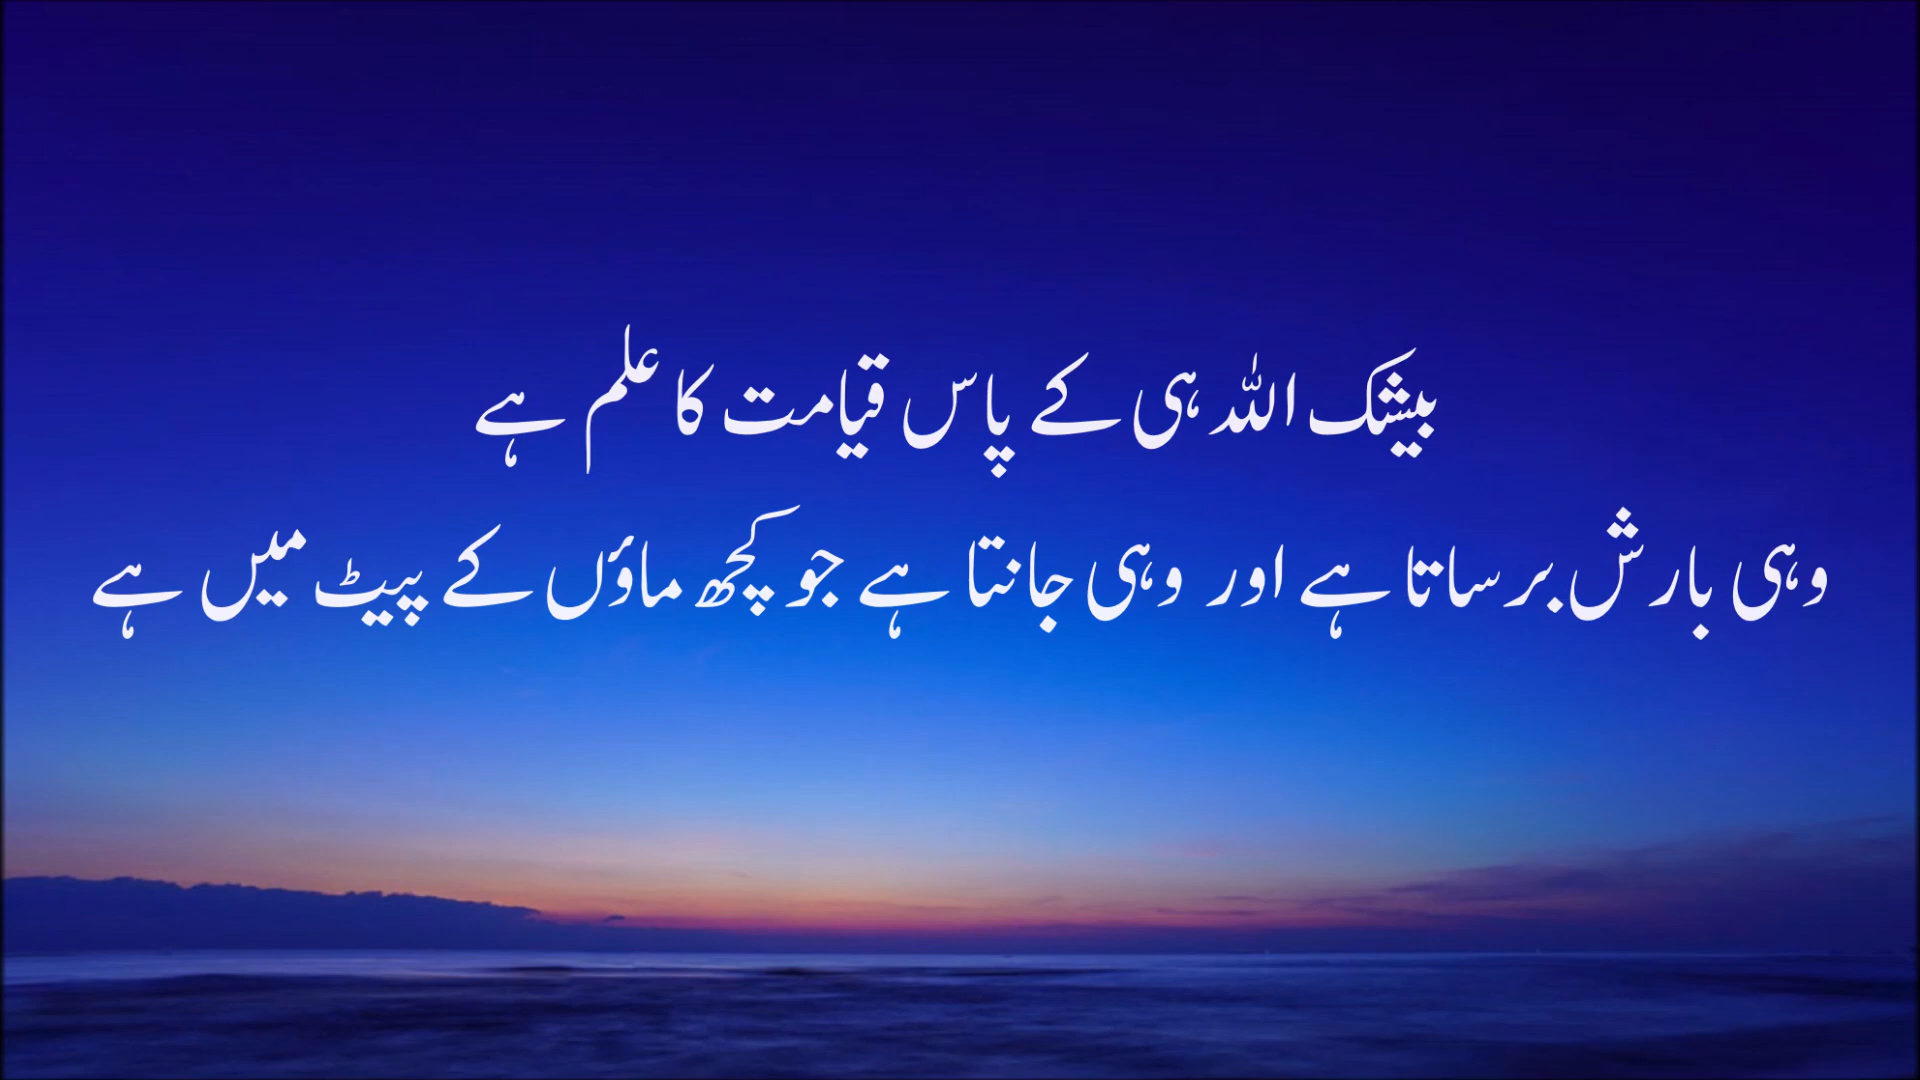 بیشک اللہ ہی کے پاس قیامت کا علم ہے
وہی بارش برساتا ہے اور وہی جانتا ہے جو کچھ ماؤں کے پیٹ میں ہے